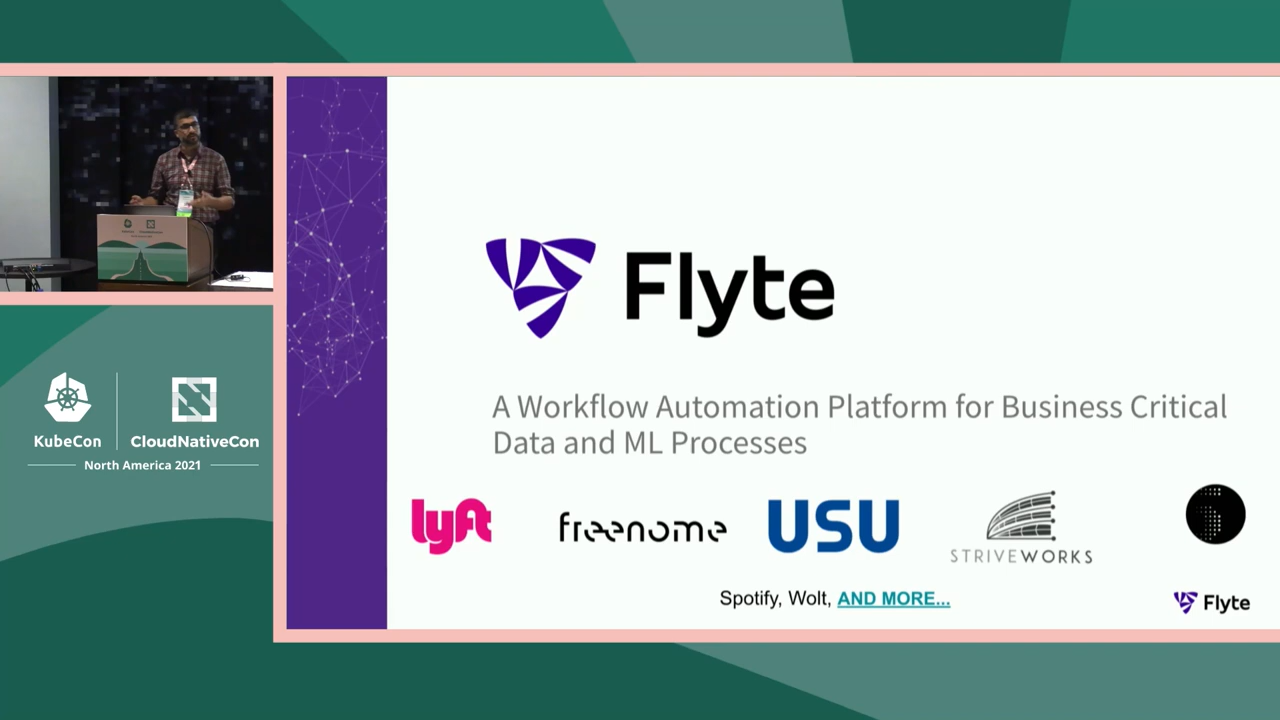 Flyte
A Workflow Automation Platform for Business Critical
Data and ML Processes
lyft
freenome
USU
STRIVEWORKS
Spotify, Wolt, AND MORE...
Flyte
KubeCon
CloudNativeCon
North America 2021